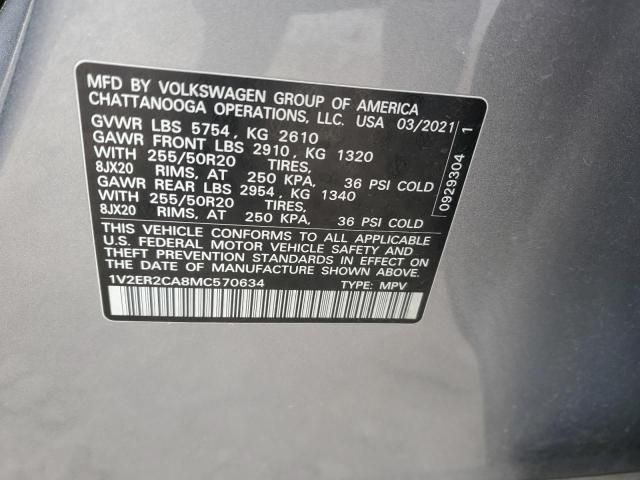 MFD BY VOLKSWAGEN GROUP OF AMERICA
CHATTANOOGA OPERATIONS, LLC. USA 03/2021
GVWR LBS 5754, KG 2610
GAWR FRONT LBS 2910, KG 1320
WITH 255/50R20 TIRES,
8JX20 RIMS, AT 250 KPA, 36 PSI COLD
GAWR REAR LBS 2954, KG 1340
WITH 255/50R20 TIRES,
8JX20 RIMS, AT 250 KPA, 36 PSI COLD
THIS VEHICLE CONFORMS TO ALL APPLICABLE
U.S. FEDERAL MOTOR VEHICLE SAFETY AND
THEFT PREVENTION STANDARDS IN EFFECT ON
THE DATE OF MANUFACTURE SHOWN ABOVE.
1V2ER2CA8MC570634 TYPE: MPV
0929304 1